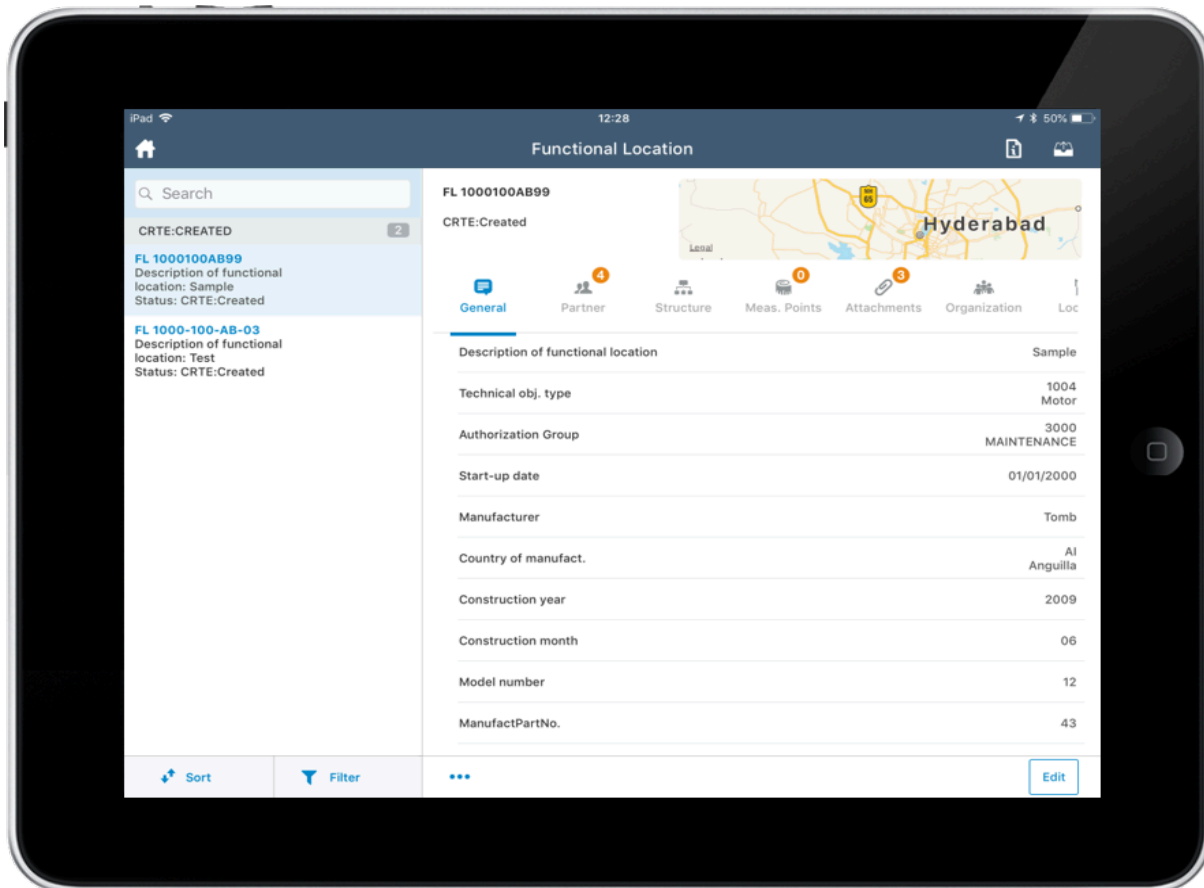 iPad
12:28
50%
Functional Location
Search
CRTE:CREATED
2
FL 1000100AB99
Description of functional
location: Sample
Status: CRTE:Created
FL 1000-100-AB-03
Description of functional
location: Test
Status: CRTE:Created
Sort
Filter
FL 1000100AB99
CRTE:Created
MH
65
Hyderabad
Legal
4
0
3
General
Partner
Structure
Meas. Points
Attachments
Organization
Loc
Description of functional location
Sample
Technical obj. type
1004
Motor
Authorization Group
3000
MAINTENANCE
Start-up date
01/01/2000
Manufacturer
Tomb
Country of manufact.
AI
Anguilla
Construction year
2009
Construction month
06
Model number
12
ManufactPartNo.
43
Edit